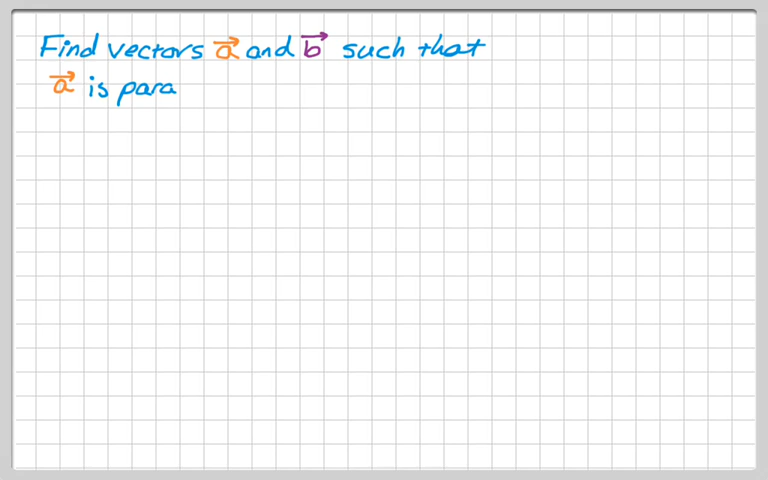 Find vectors a⃗ and b⃗ such that
a⃗ is para